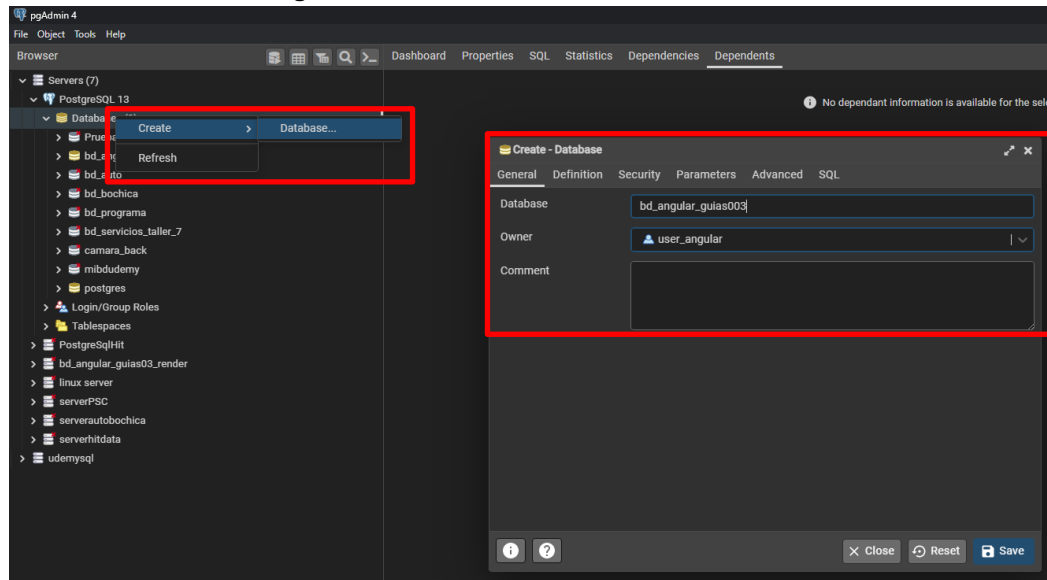 pgAdmin 4
File Object Tools Help
Browser
Dashboard Properties SQL Statistics Dependencies Dependents
Servers (7)
PostgreSQL 13
No dependant information is available for the
Create
Database...
Refresh
bd_auto
bd_bochica
bd_programa
bd_servicios_taller_7
camara_back
mibdudemy
postgres
Login/Group Roles
Tablespaces
PostgreSqlHit
bd_angular_guias03_render
linux server
serverPSC
serverautobochica
serverhitdata
udemysql
Create - Database
General Definition Security Parameters Advanced SQL
Database
bd_angular_guias003
Owner
user_angular
Comment
Close
Reset
Save